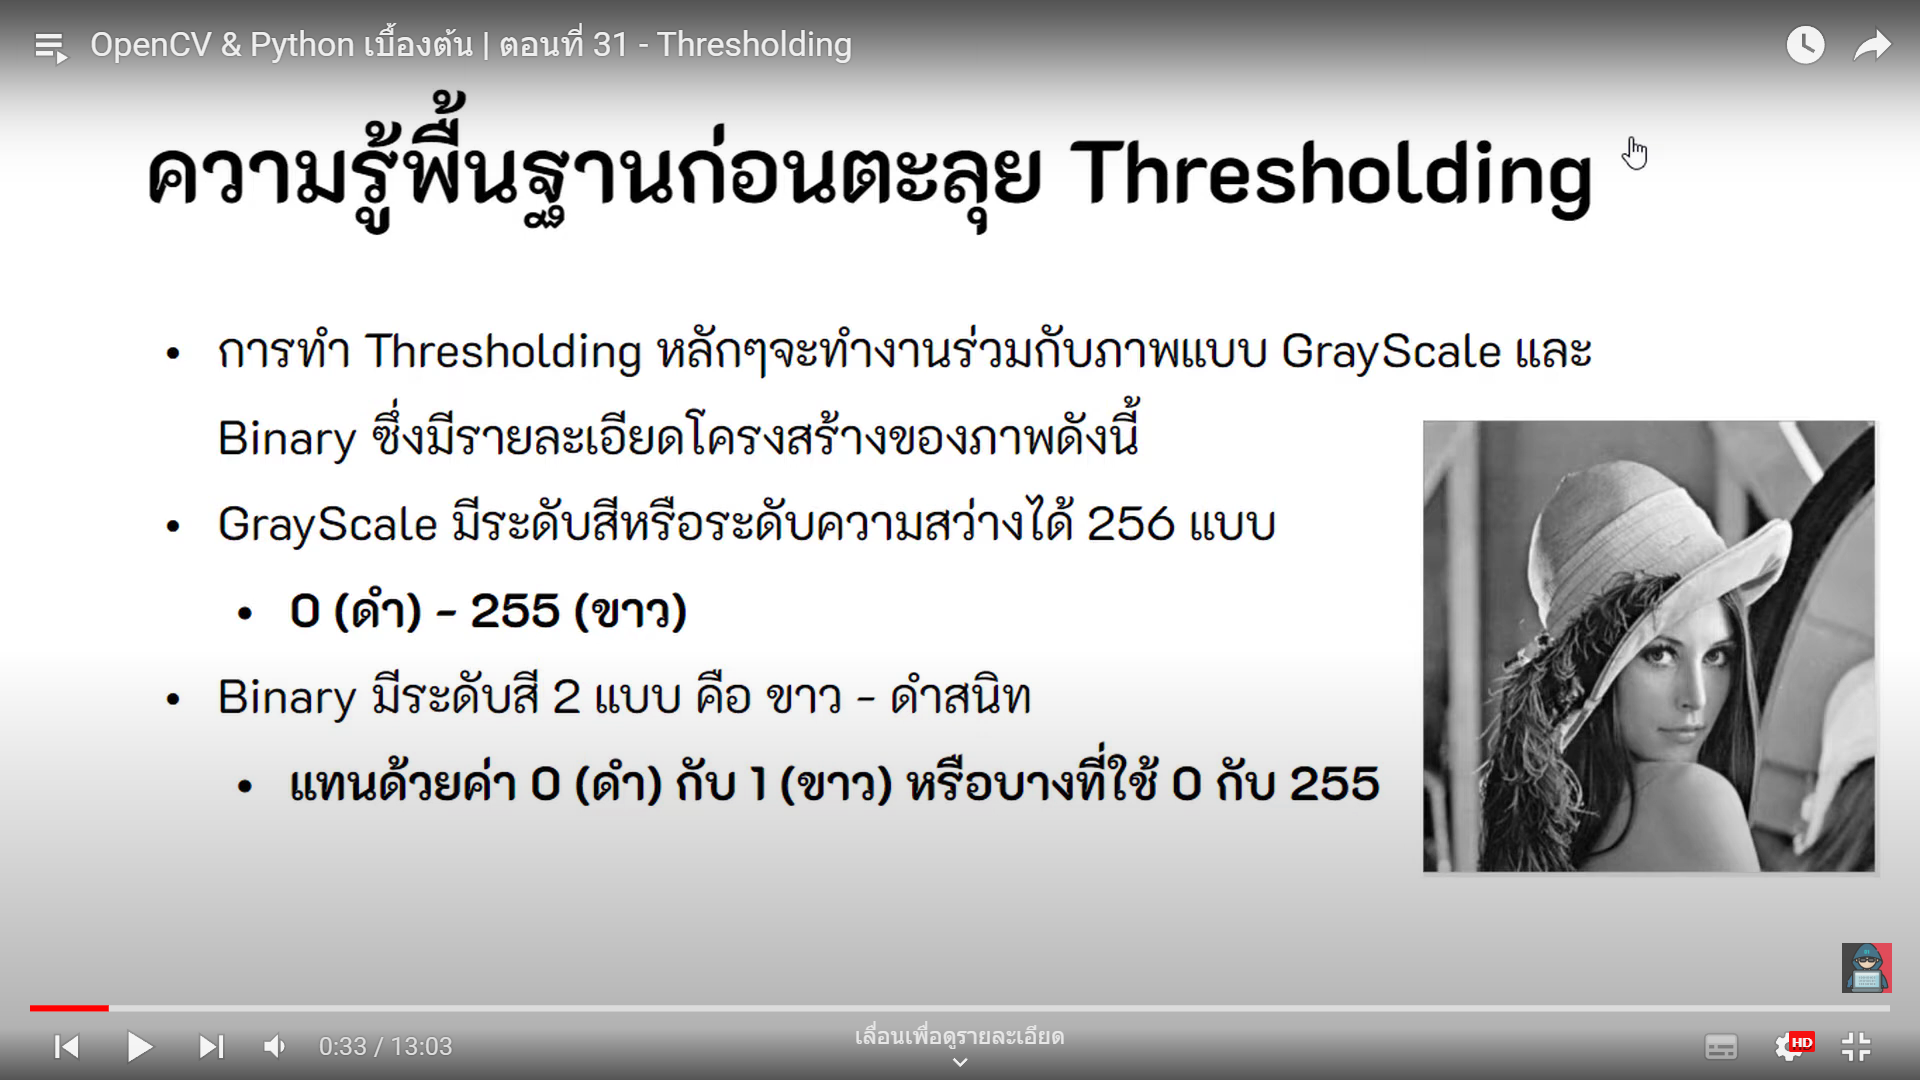 OpenCV & Python เบื้องต้น | ตอนที่ 31 - Thresholding
ความรู้พื้นฐานก่อนตะลุย Thresholding
• การทำ Thresholding หลักๆจะทำงานร่วมกับภาพแบบ GrayScale และ
Binary ซึ่งมีรายละเอียดโครงสร้างของภาพดังนี้
• GrayScale มีระดับสีหรือระดับความสว่างได้ 256 แบบ
• 0 (ดำ) - 255 (ขาว)
• Binary มีระดับสี 2 แบบ คือ ขาว - ดำสนิท
• แทนด้วยค่า 0 (ดำ) กับ 1 (ขาว) หรือบางที่ใช้ 0 กับ 255
เลื่อนเพื่อดูรายละเอียด
0:33 / 13:03
HD